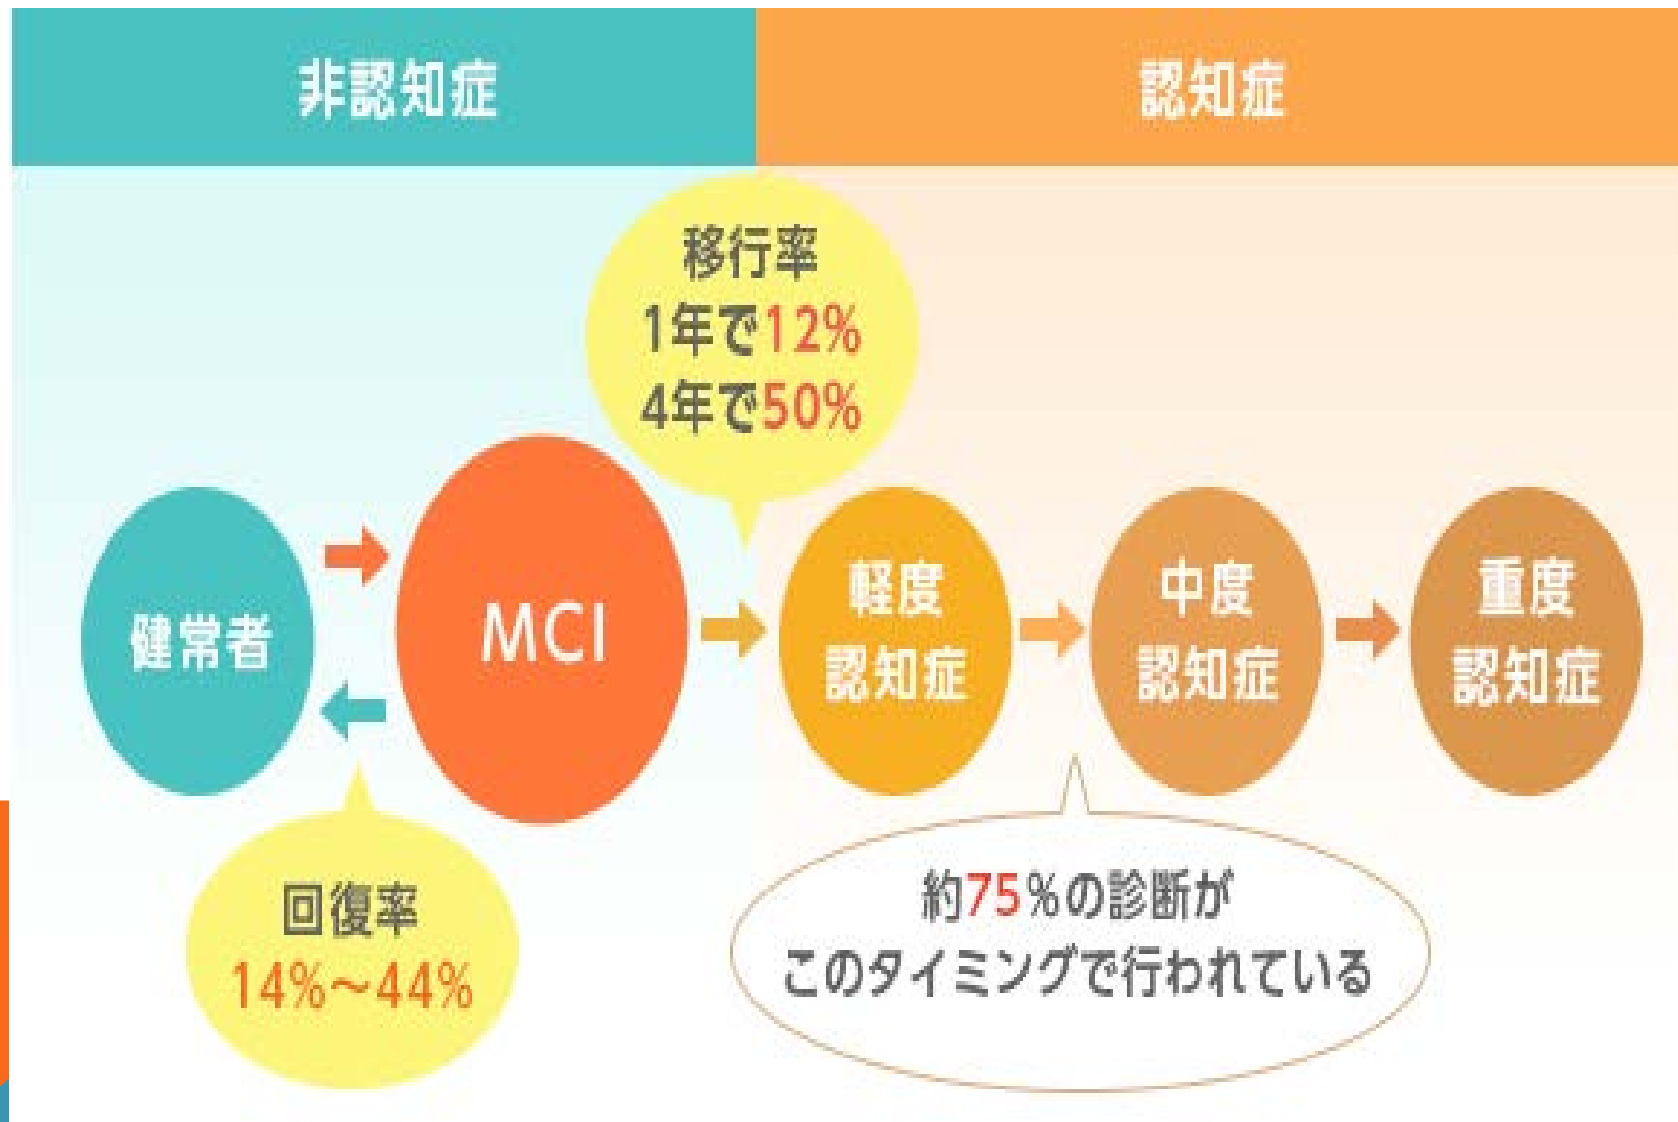 非認知症
認知症
移行率
1年で12%
4年で50%
健常者
MCI
軽度
認知症
中度
認知症
重度
認知症
回復率
14%～44%
約75%の診断が
このタイミングで行われている